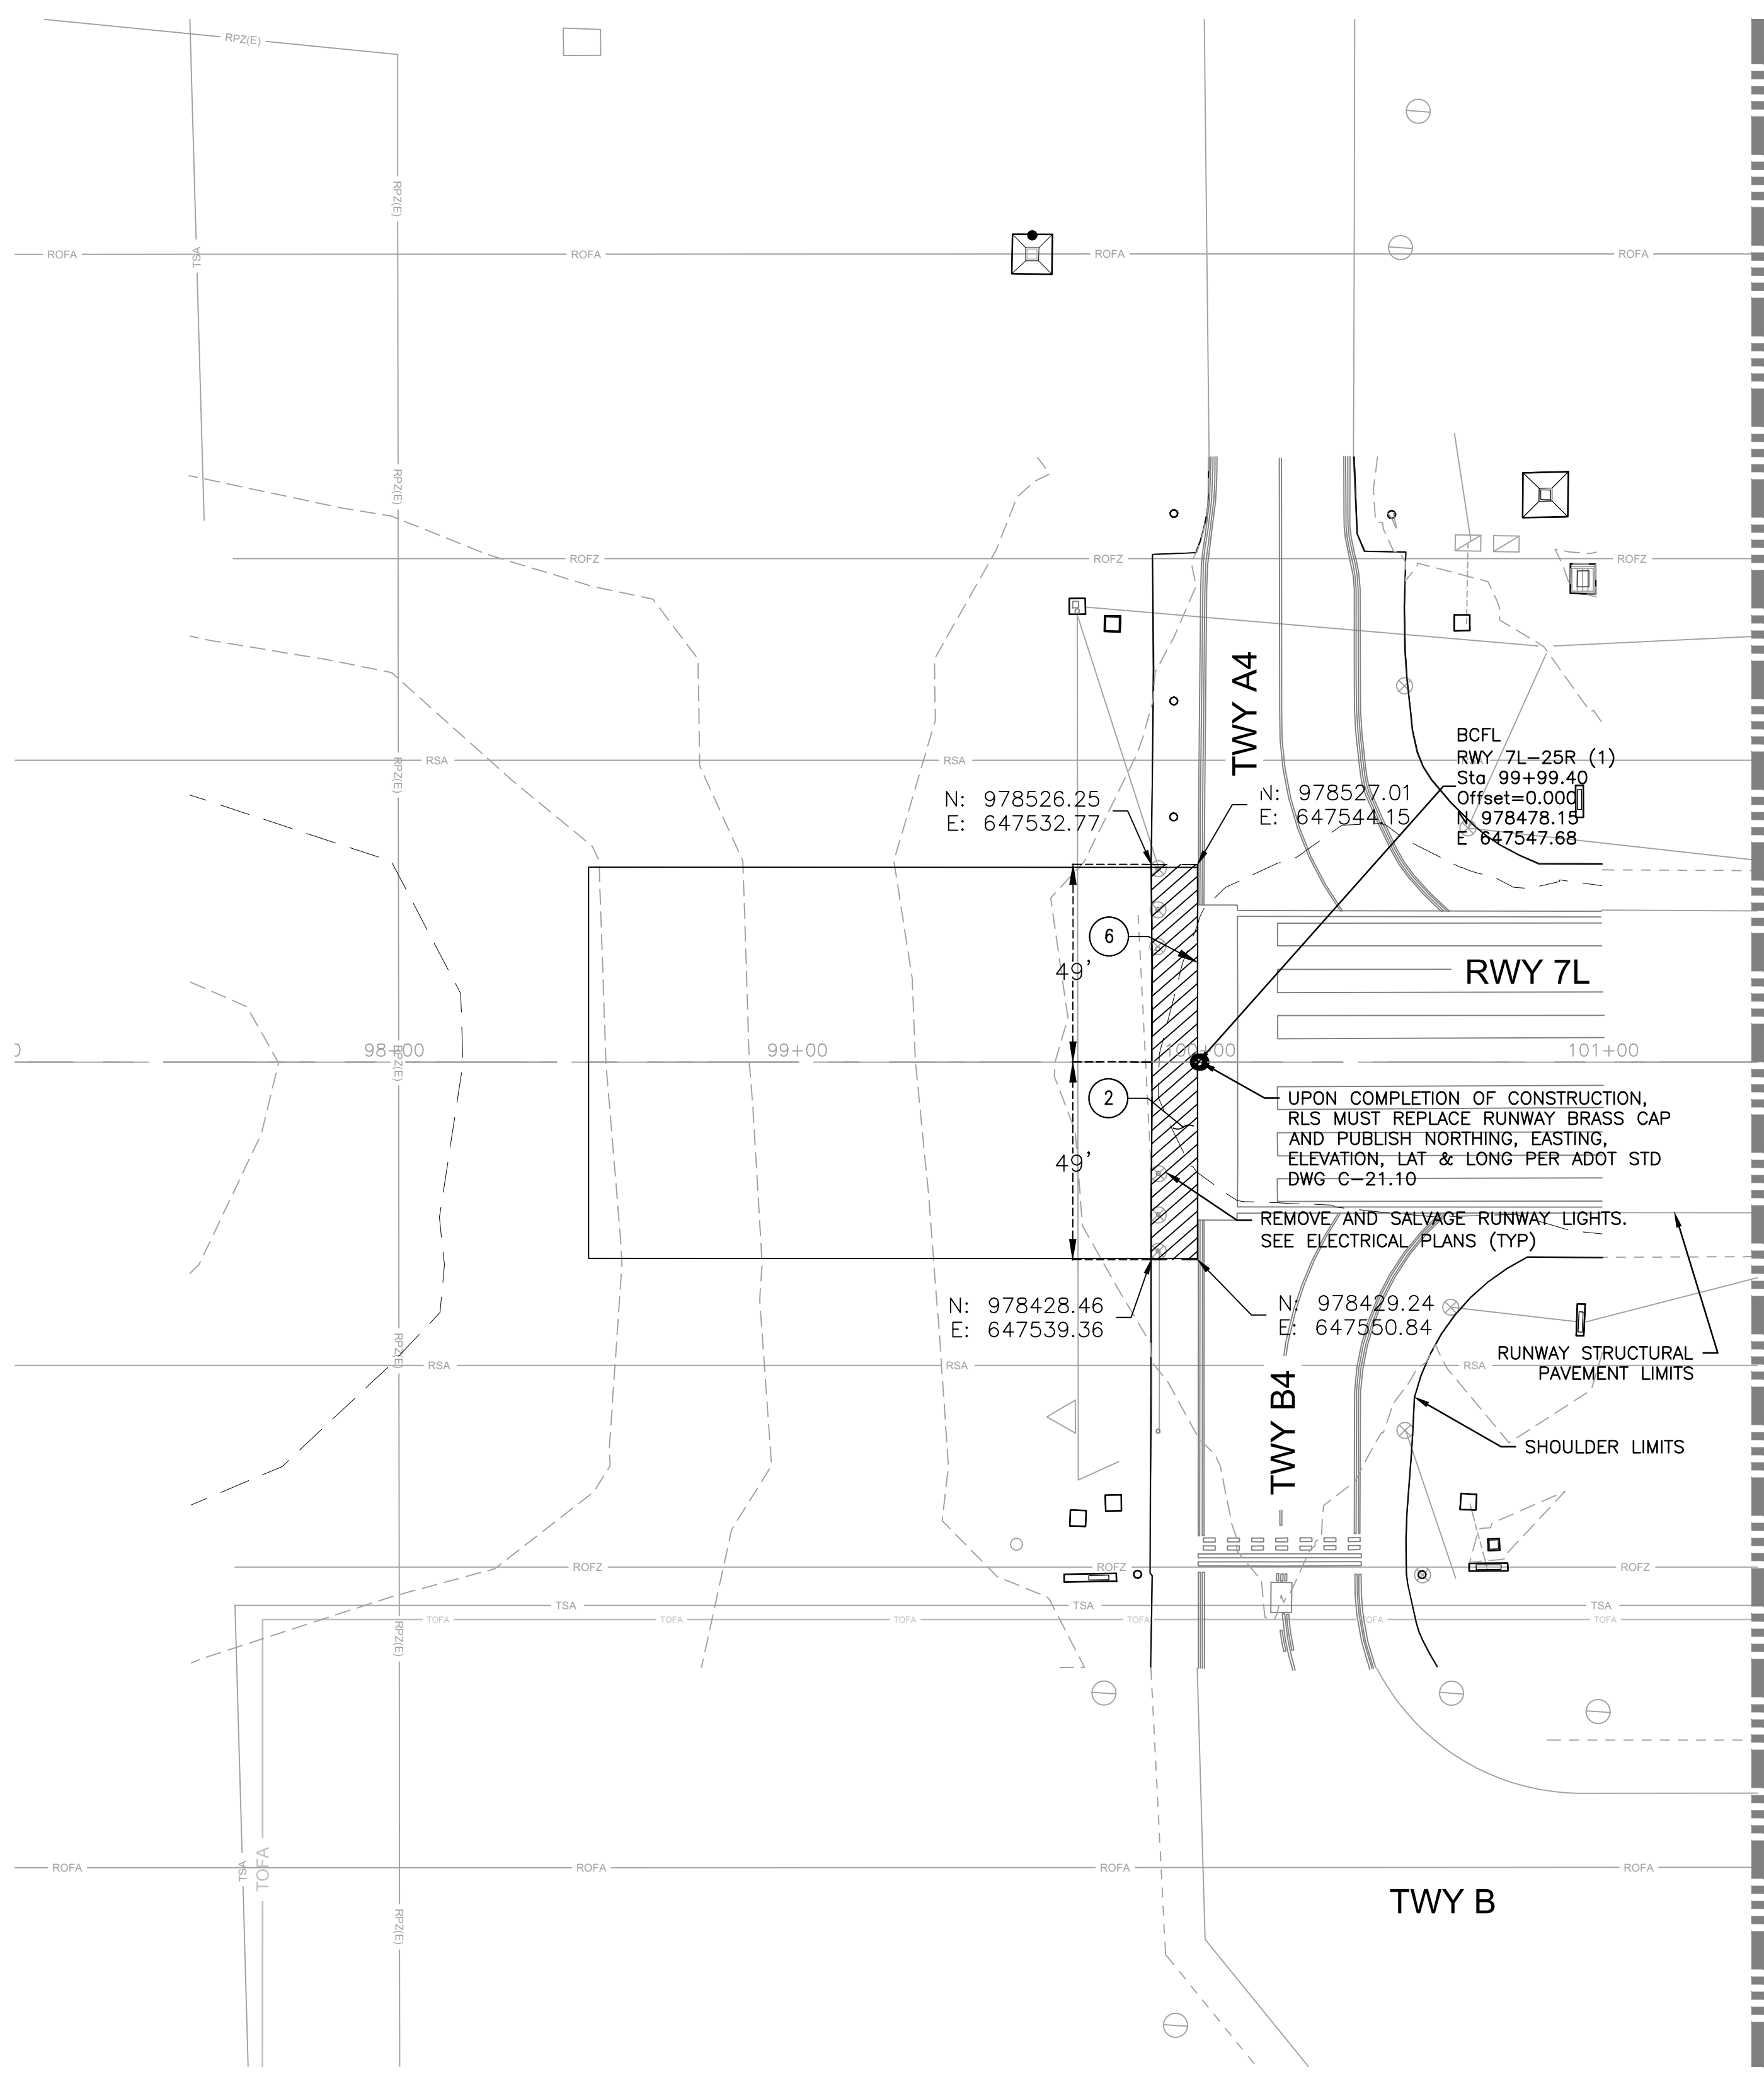 RPZ(E)
RPZ(E)
ROFA
TSA
ROFA
ROFA
ROFA
RPZ(E)
ROFZ
ROFZ
ROFZ
TWY A4
RSA
RPZ(E)
RSA
BCFL
RWY 7L-25R (1)
Sta 99+99.40
Offset=0.000
N 978478.15
E 647547.68
N: 978526.25
E: 647532.77
N: 978527.01
E: 647544.15
6
49'
RWY 7L
98+00
RPZ(E)
99+00
100+00
101+00
2
49'
UPON COMPLETION OF CONSTRUCTION,
RLS MUST REPLACE RUNWAY BRASS CAP
AND PUBLISH NORTHING, EASTING,
ELEVATION, LAT & LONG PER ADOT STD
DWG C-21.10
REMOVE AND SALVAGE RUNWAY LIGHTS.
SEE ELECTRICAL PLANS (TYP)
N: 978428.46
E: 647539.36
N: 978429.24
E: 647550.84
RPZ(E)
RSA
RSA
RSA
RUNWAY STRUCTURAL
PAVEMENT LIMITS
TWY B4
SHOULDER LIMITS
ROFZ
ROFZ
ROFZ
TSA
TSA
TSA
RPZ(E)
TOFA
TOFA
TOFA
TOFA
OFA
TOFA
TSA
TOFA
ROFA
ROFA
ROFA
ROFA
RPZ(E)
TWY B